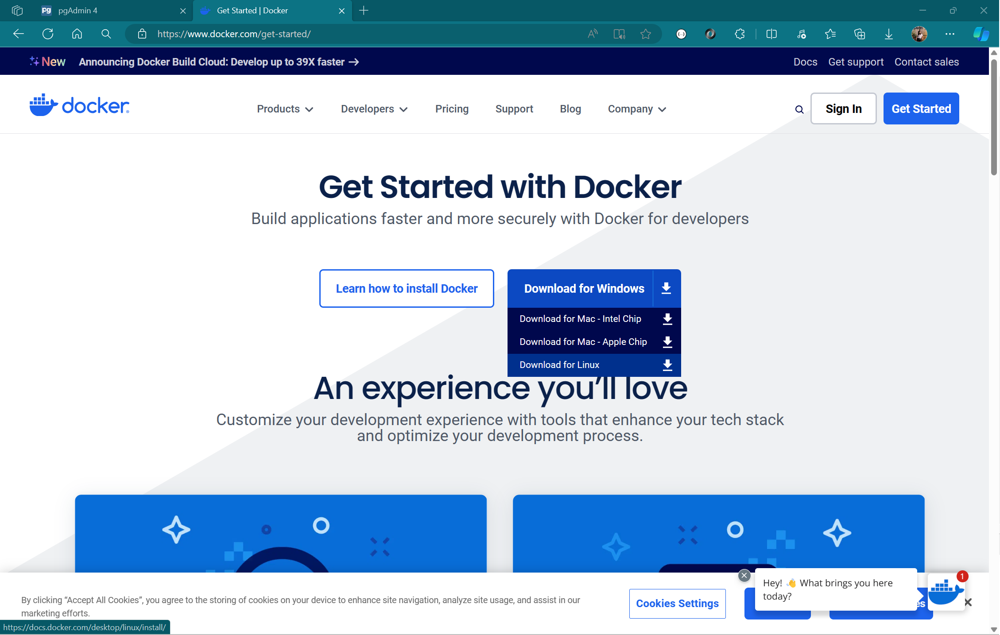 pgAdmin 4
Get Started | Docker
https://www.docker.com/get-started/
New
Announcing Docker Build Cloud: Develop up to 39X faster →
Docs
Get support
Contact sales
docker
Products
Developers
Pricing
Support
Blog
Company
Sign In
Get Started
Get Started with Docker
Build applications faster and more securely with Docker for developers
Learn how to install Docker
Download for Windows
Download for Mac - Intel Chip
Download for Mac - Apple Chip
Download for Linux
An experience you’ll love
Customize your development experience with tools that enhance your tech stack
and optimize your development process.
Hey! 👋 What brings you here
today?
1
By clicking “Accept All Cookies”, you agree to the storing of cookies on your device to enhance site navigation, analyze site usage, and assist in our
marketing efforts.
Cookies Settings
https://docs.docker.com/desktop/linux/install/